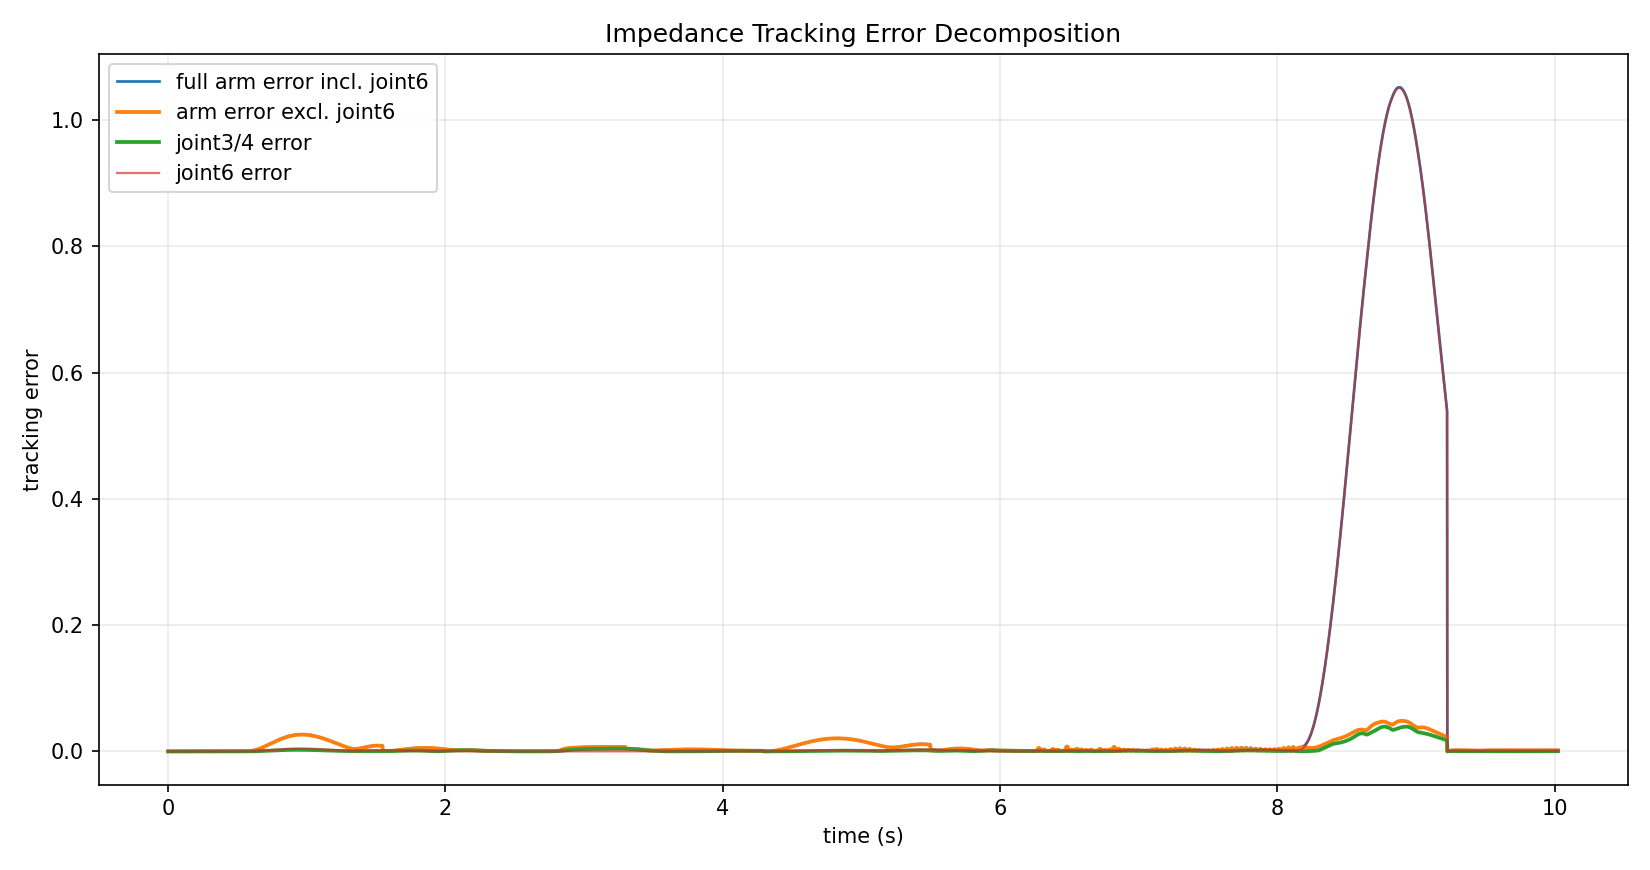 Impedance Tracking Error Decomposition
full arm error incl. joint6
arm error excl. joint6
joint3/4 error
joint6 error
tracking error
1.0
0.8
0.6
0.4
0.2
0.0
0 2 4 6 8 10
time (s)